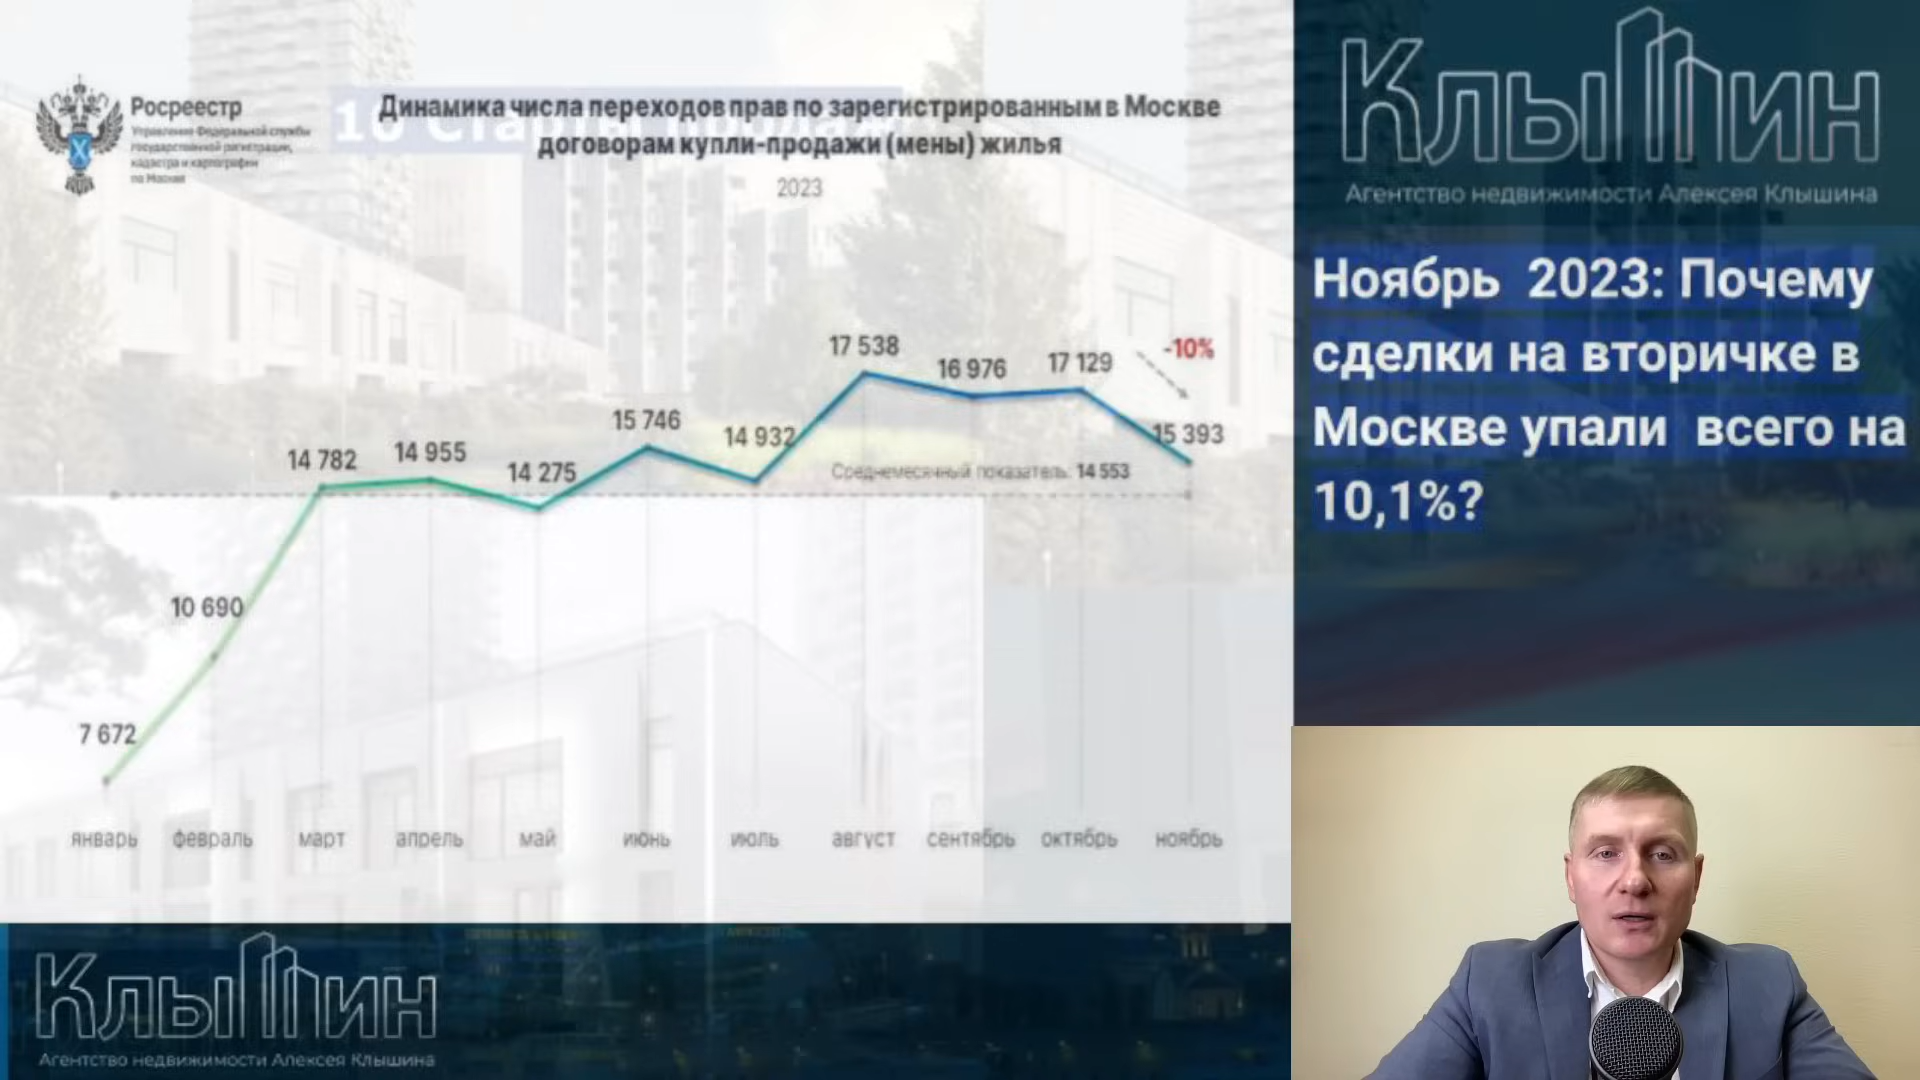 Росреестр
Управление Федеральной службы
государственной регистрации,
кадастра и картографии
по Москве
Динамика числа переходов прав по зарегистрированным в Москве
договорам купли-продажи (мены) жилья
2023
7 672
10 690
14 782
14 955
14 275
15 746
14 932
17 538
16 976
17 129
-10%
15 393
Среднемесячный показатель: 14 553
январь февраль март апрель май июнь июль август сентябрь октябрь ноябрь
Клышин
Агентство недвижимости Алексея Клышина
Ноябрь 2023: Почему
сделки на вторичке в
Москве упали всего на
10,1%?
Клышин
Агентство недвижимости Алексея Клышина